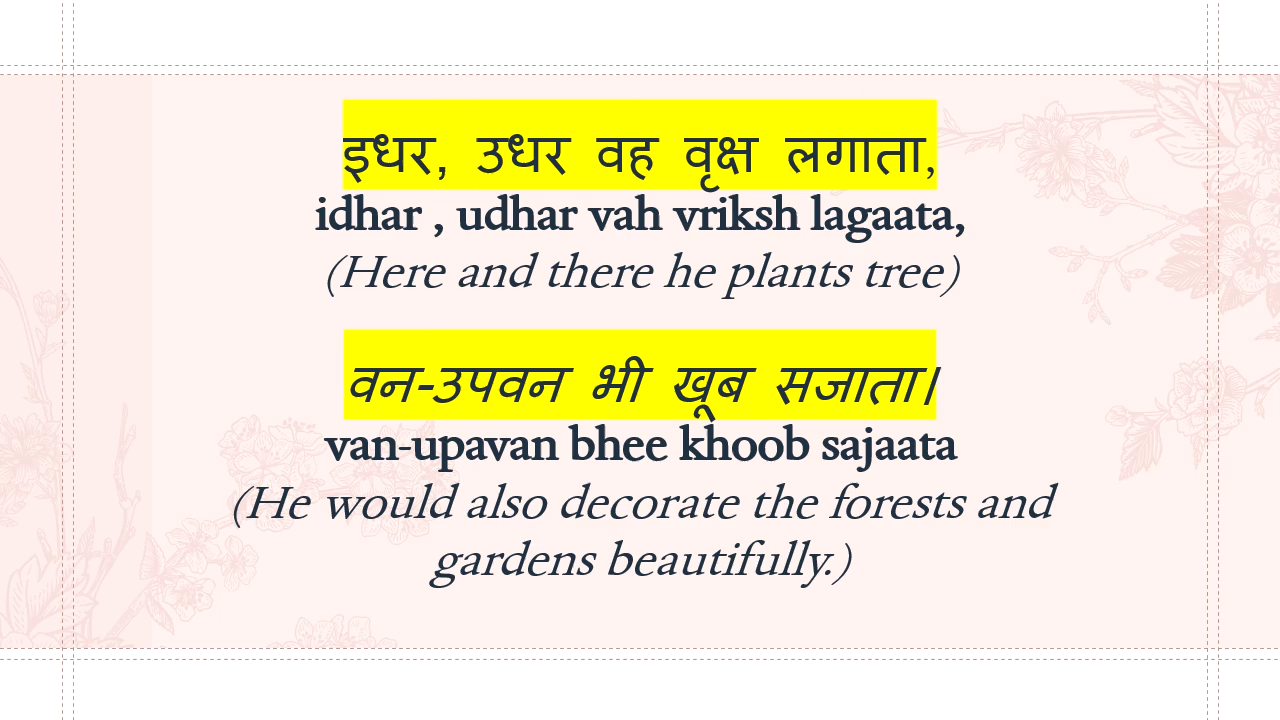 इधर, उधर वह वृक्ष लगाता,
idhar , udhar vah vriksh lagaata,
(Here and there he plants tree)
वन-उपवन भी खूब सजाता।
van-upavan bhee khoob sajaata
(He would also decorate the forests and
gardens beautifully.)